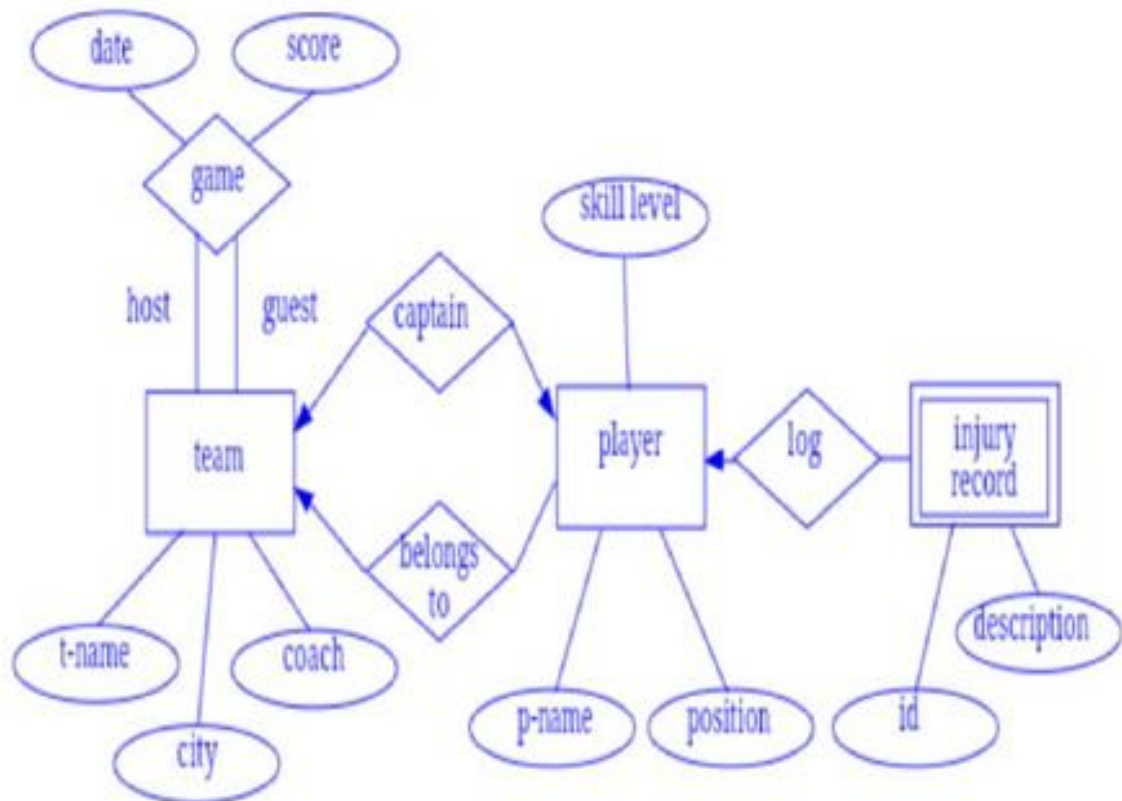 date
score
game
skill level
host
guest
captain
team
player
log
injury
record
belongs
to
t-name
coach
city
p-name
position
id
description